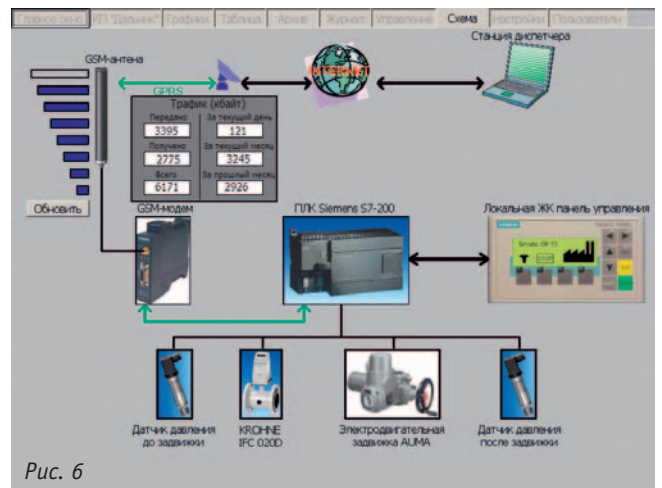 Главное окно КП "Дальник" Графики Таблица Архив Журнал Управление Схема Настройки Пользователи
Станция диспетчера
GSM-антена
INTERNET
GPRS
Трафик (кбайт)
Передано За текущий день
3395 121
Получено За текущий месяц
2775 3245
Всего За прошлый месяц
6171 2926
Обновить
GSM-модем ПЛК Siemens S7-200 Локальная ЖК панель управления
SIEMENS
STOP
Датчик давления
до задвижки
KROHNE
IFC 020D
Электродвигательная
задвижка AUMA
Датчик давления
после задвижки
Рис. 6